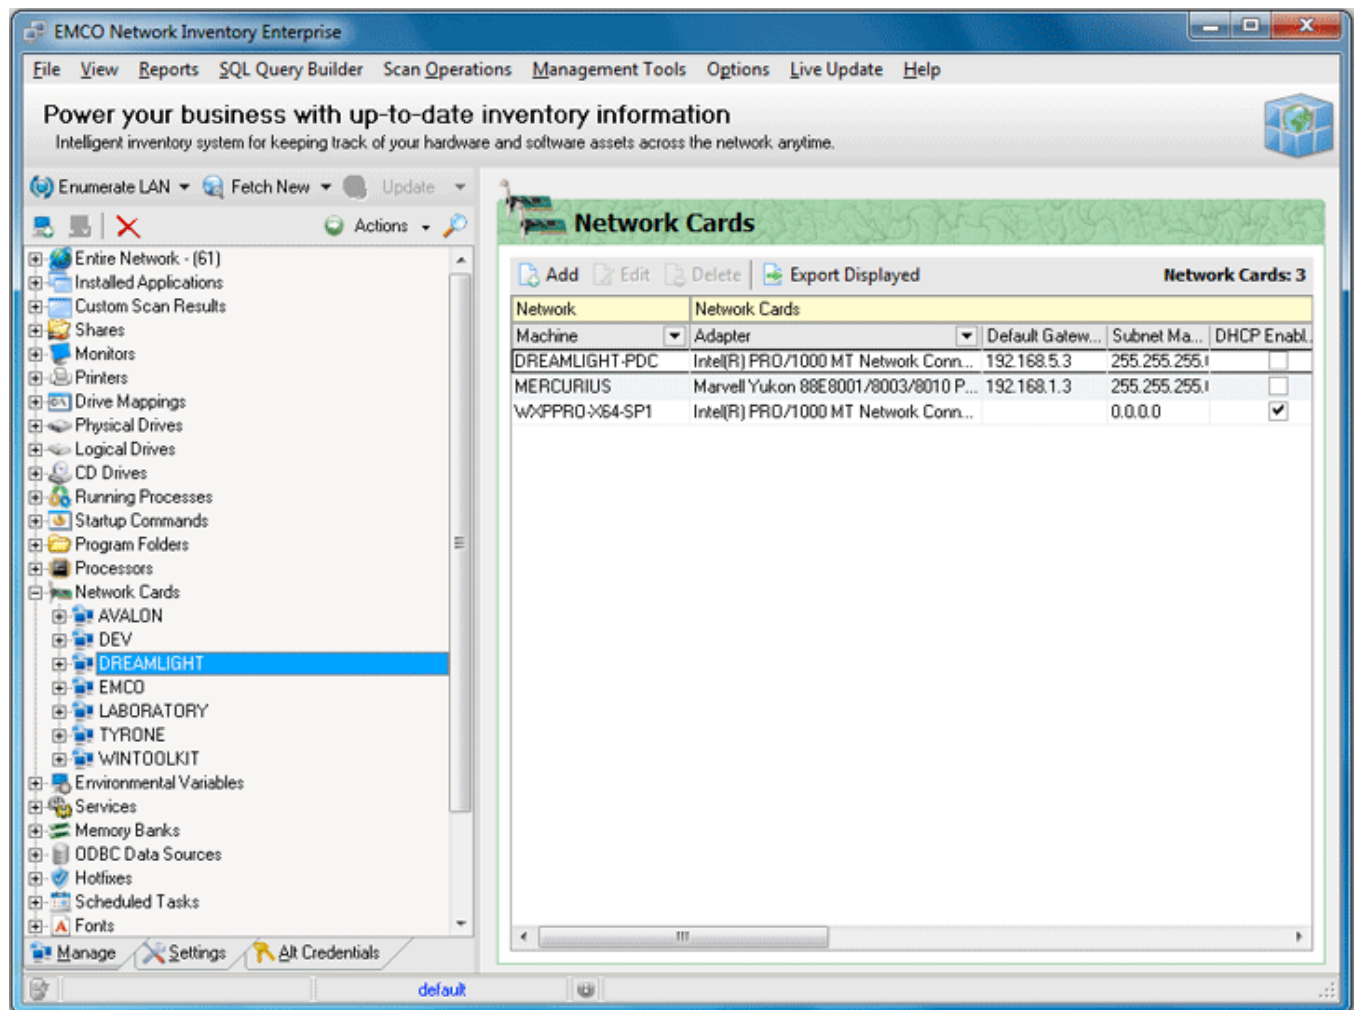 EMCO Network Inventory Enterprise
File View Reports SQL Query Builder Scan Operations Management Tools Options Live Update Help
Power your business with up-to-date inventory information
Intelligent inventory system for keeping track of your hardware and software assets across the network anytime.
Enumerate LAN Fetch New Update
Actions
Entire Network - (61)
Installed Applications
Custom Scan Results
Shares
Monitors
Printers
Drive Mappings
Physical Drives
Logical Drives
CD Drives
Running Processes
Startup Commands
Program Folders
Processors
Network Cards
AVALON
DEV
DREAMLIGHT
EMCO
LABORATORY
TYRONE
WINTOOLKIT
Environmental Variables
Services
Memory Banks
ODBC Data Sources
Hotfixes
Scheduled Tasks
Fonts
Manage Settings Alt Credentials
Network Cards
Add Edit Delete Export Displayed Network Cards: 3
Network Network Cards
Machine Adapter Default Gatew... Subnet Ma... DHCP Enabl.
DREAMLIGHT-PDC Intel(R) PRO/1000 MT Network Conn... 192.168.5.3 255.255.255.
MERCURIUS Marvell Yukon 88E8001/8003/8010 P... 192.168.1.3 255.255.255.
WXPPRO-X64-SP1 Intel(R) PRO/1000 MT Network Conn... 0.0.0.0
default